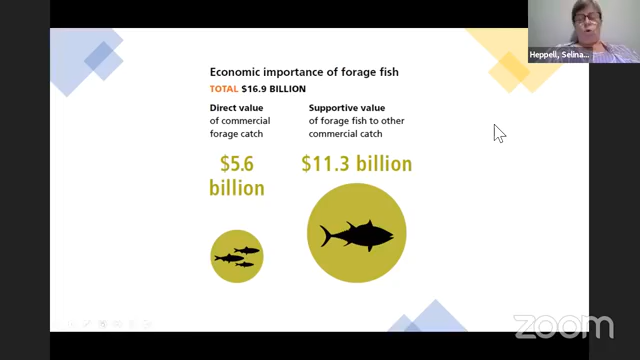 Economic importance of forage fish
TOTAL $16.9 BILLION
Direct value
of commercial
forage catch
$5.6
billion
Supportive value
of forage fish to other
commercial catch
$11.3 billion
Heppell, Selina...
zoom